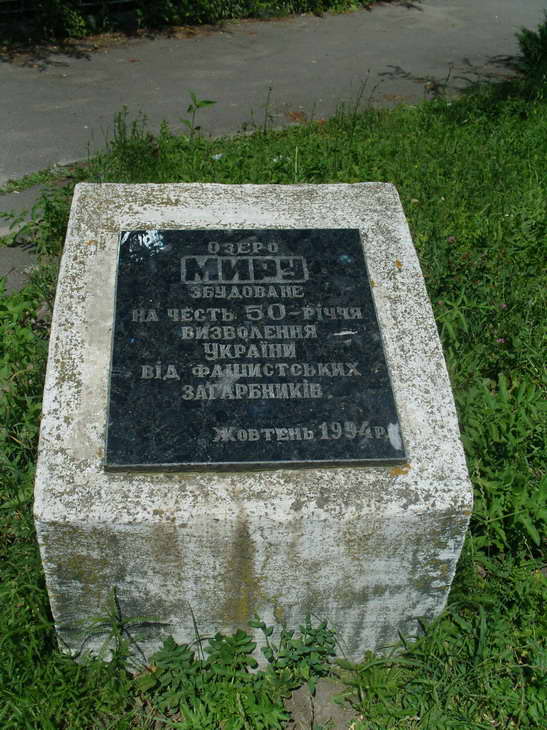 Озеро
Миру
збудоване
на честь 50-річчя
визволення
України
від фашистських
загарбників.
Жовтень 1994р.